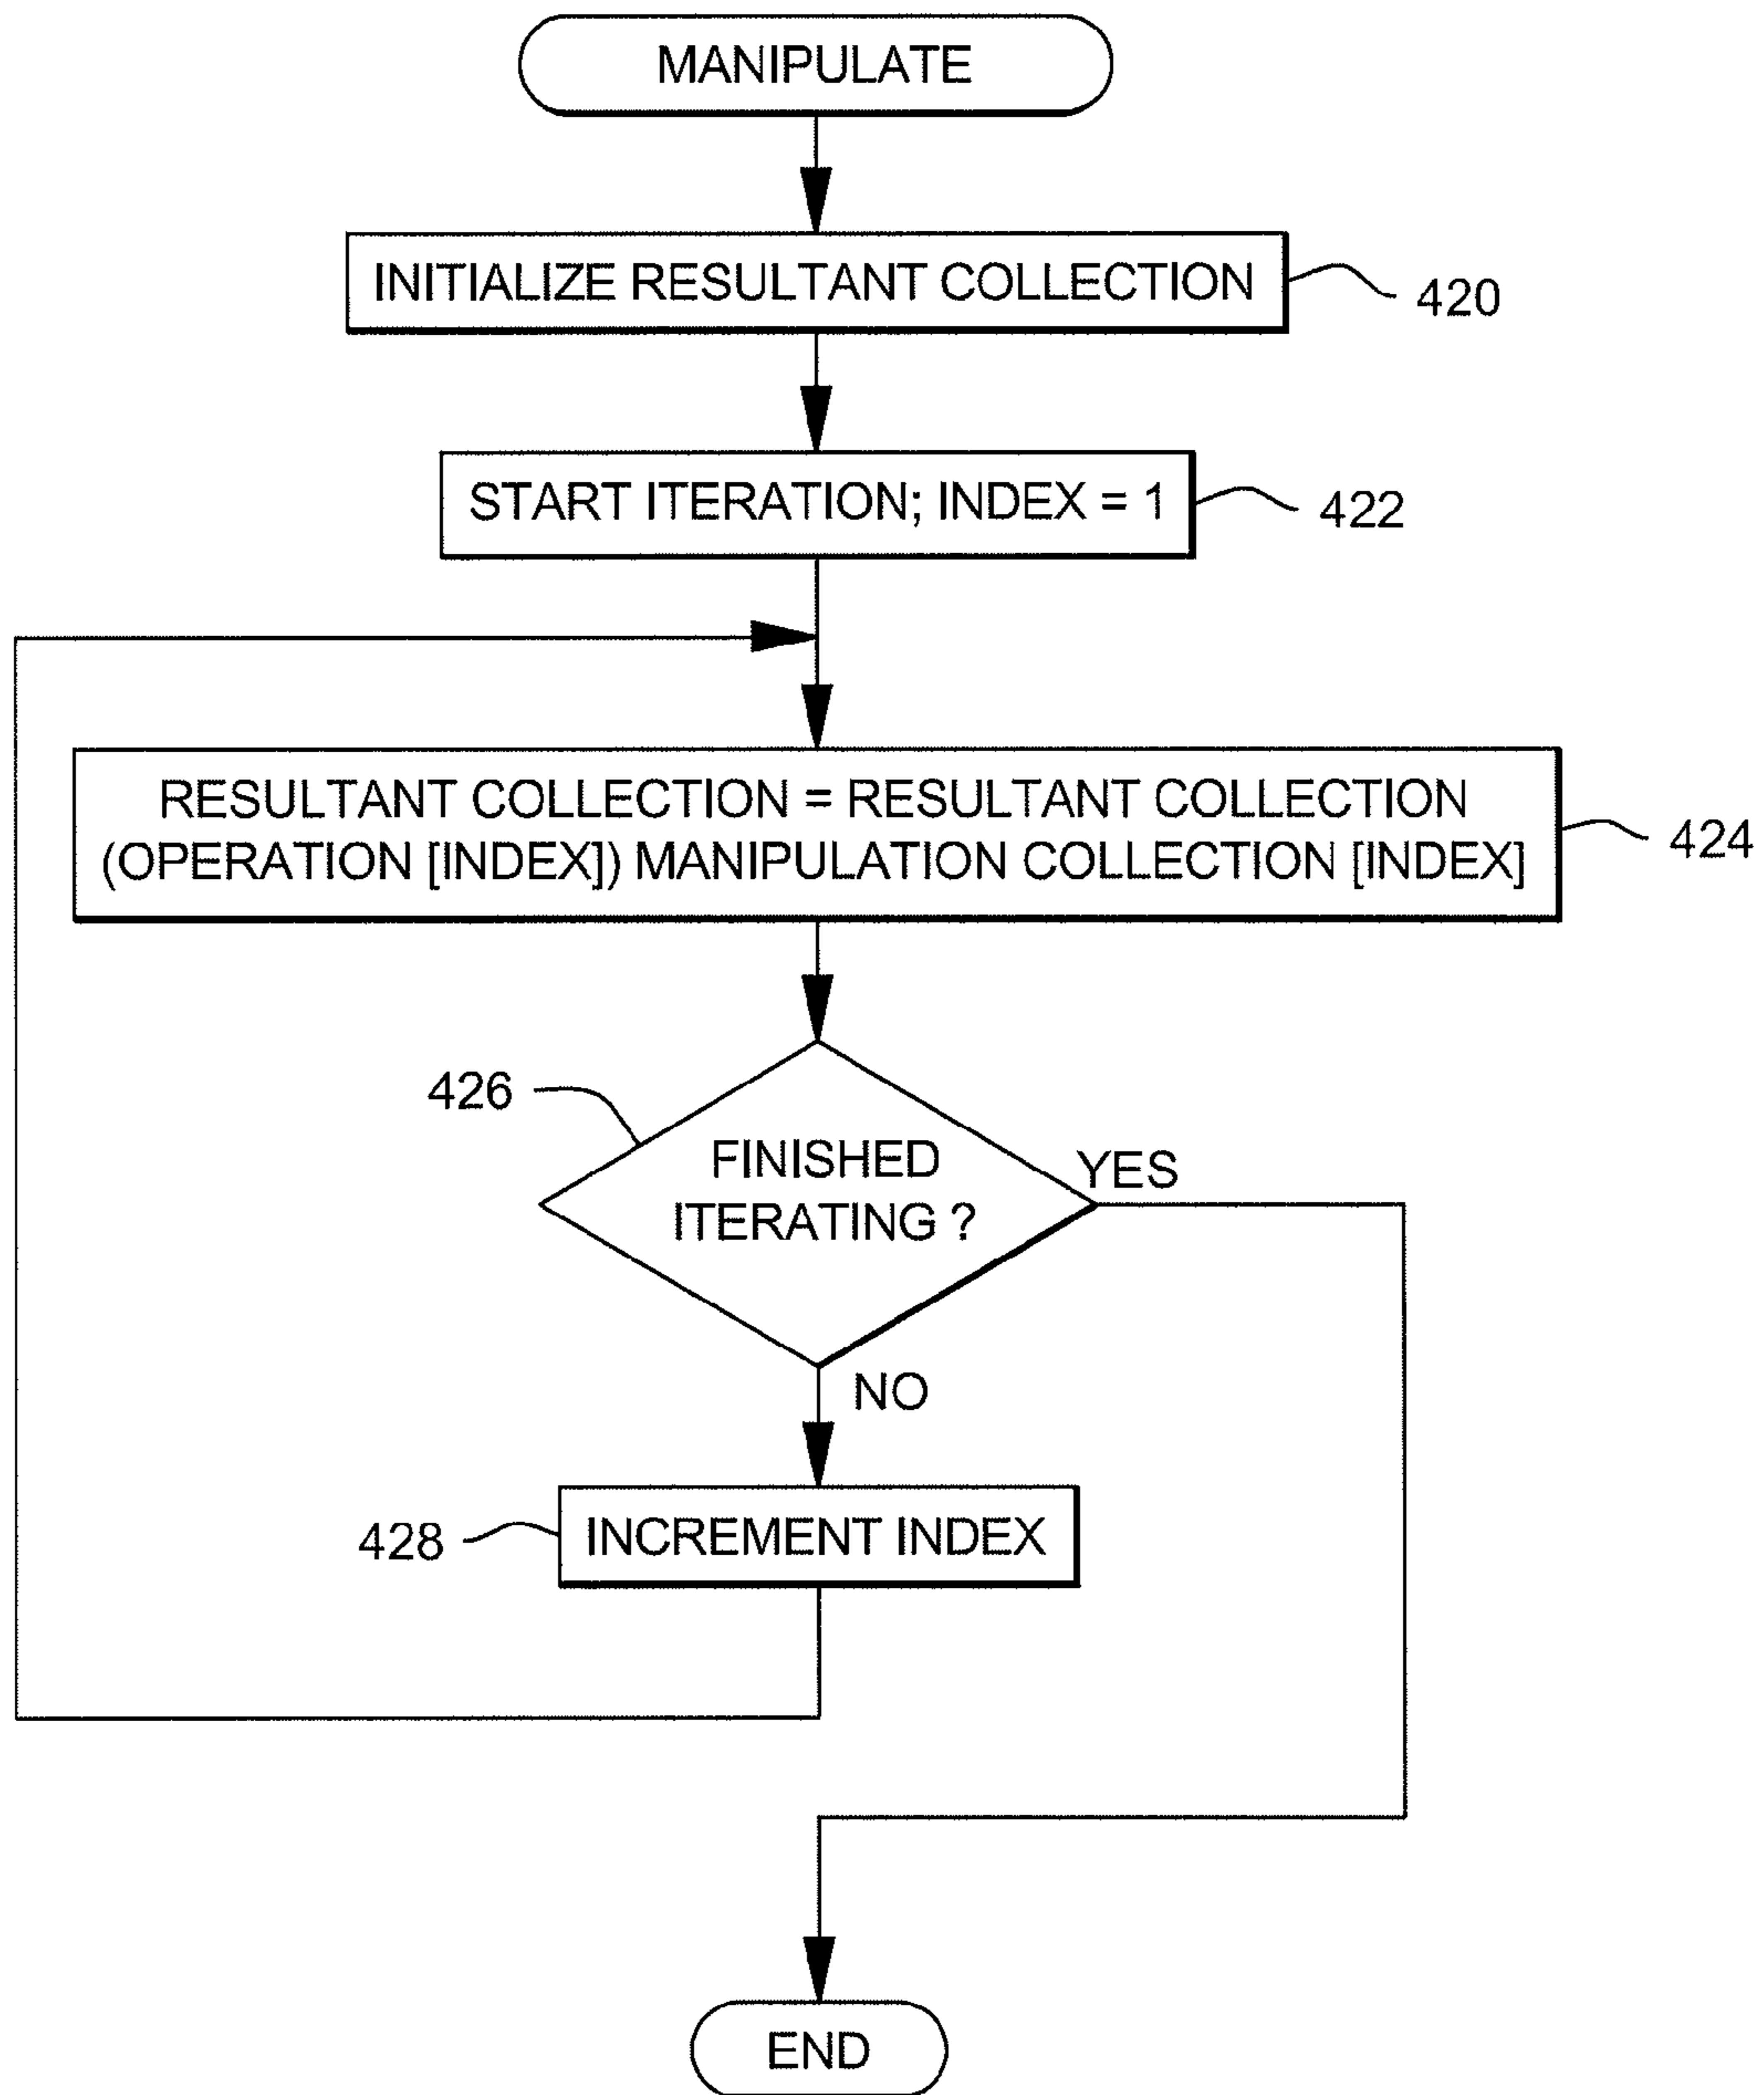 MANIPULATE
INITIALIZE RESULTANT COLLECTION
420
START ITERATION; INDEX = 1
422
RESULTANT COLLECTION = RESULTANT COLLECTION
(OPERATION [INDEX]) MANIPULATION COLLECTION [INDEX]
424
426
FINISHED
ITERATING ?
YES
NO
428
INCREMENT INDEX
END